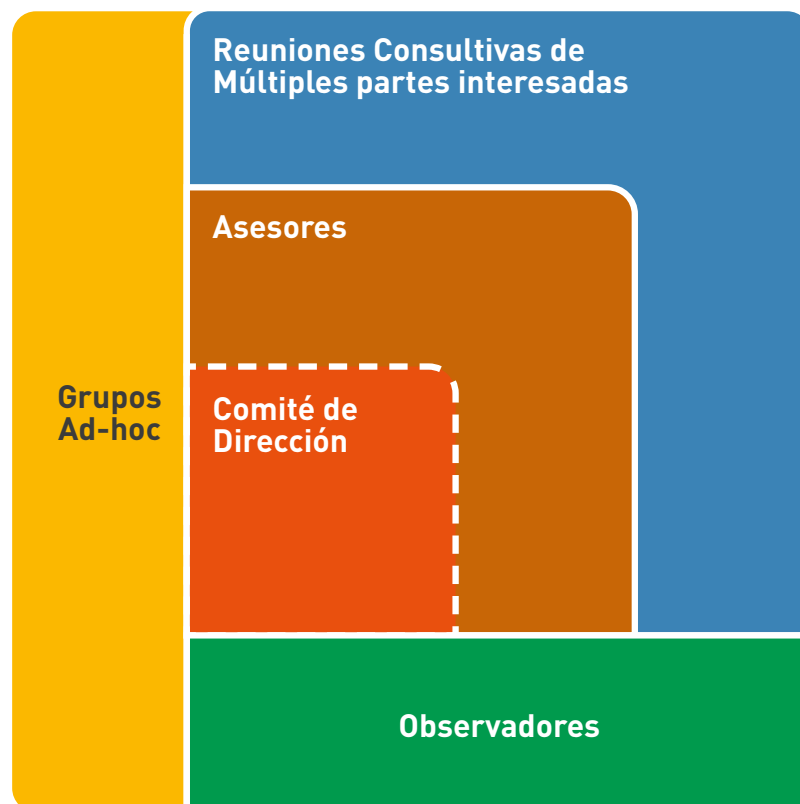 Reuniones Consultivas de
Múltiples partes interesadas
Asesores
Grupos
Ad-hoc
Comité de
Dirección
Observadores